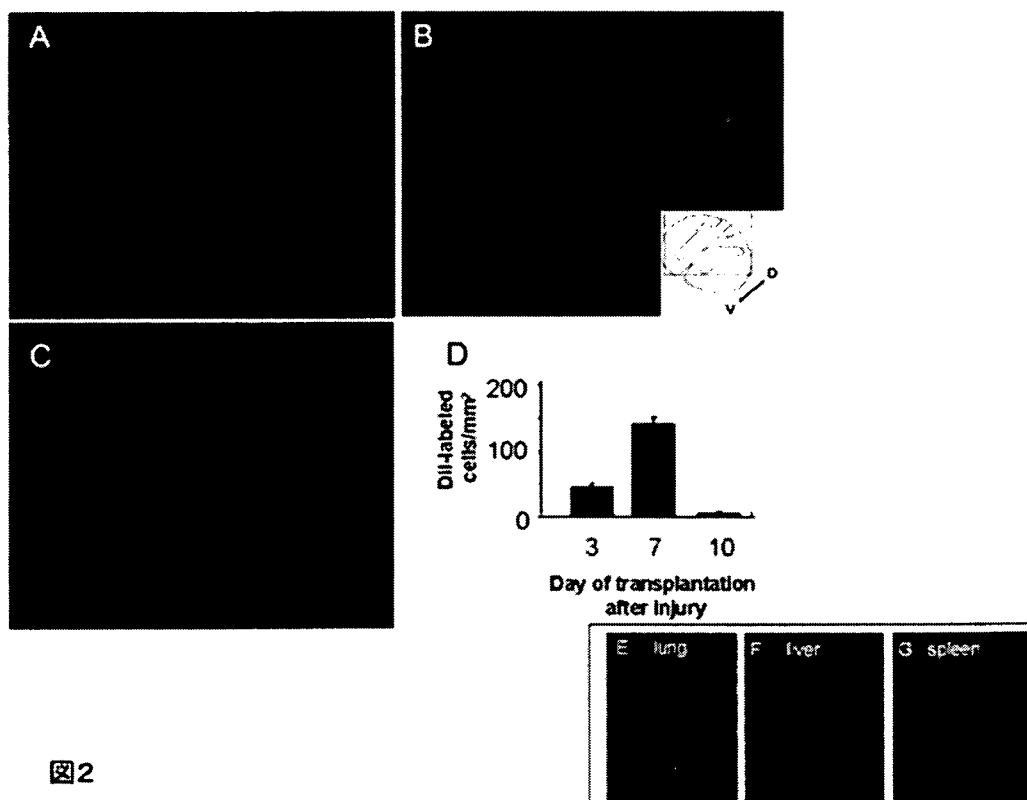 A
B
D
V
C
D
DiI-labeled
cells/mm²
200
100
0
3 7 10
Day of transplantation
after injury
E lung
F liver
G spleen
図2